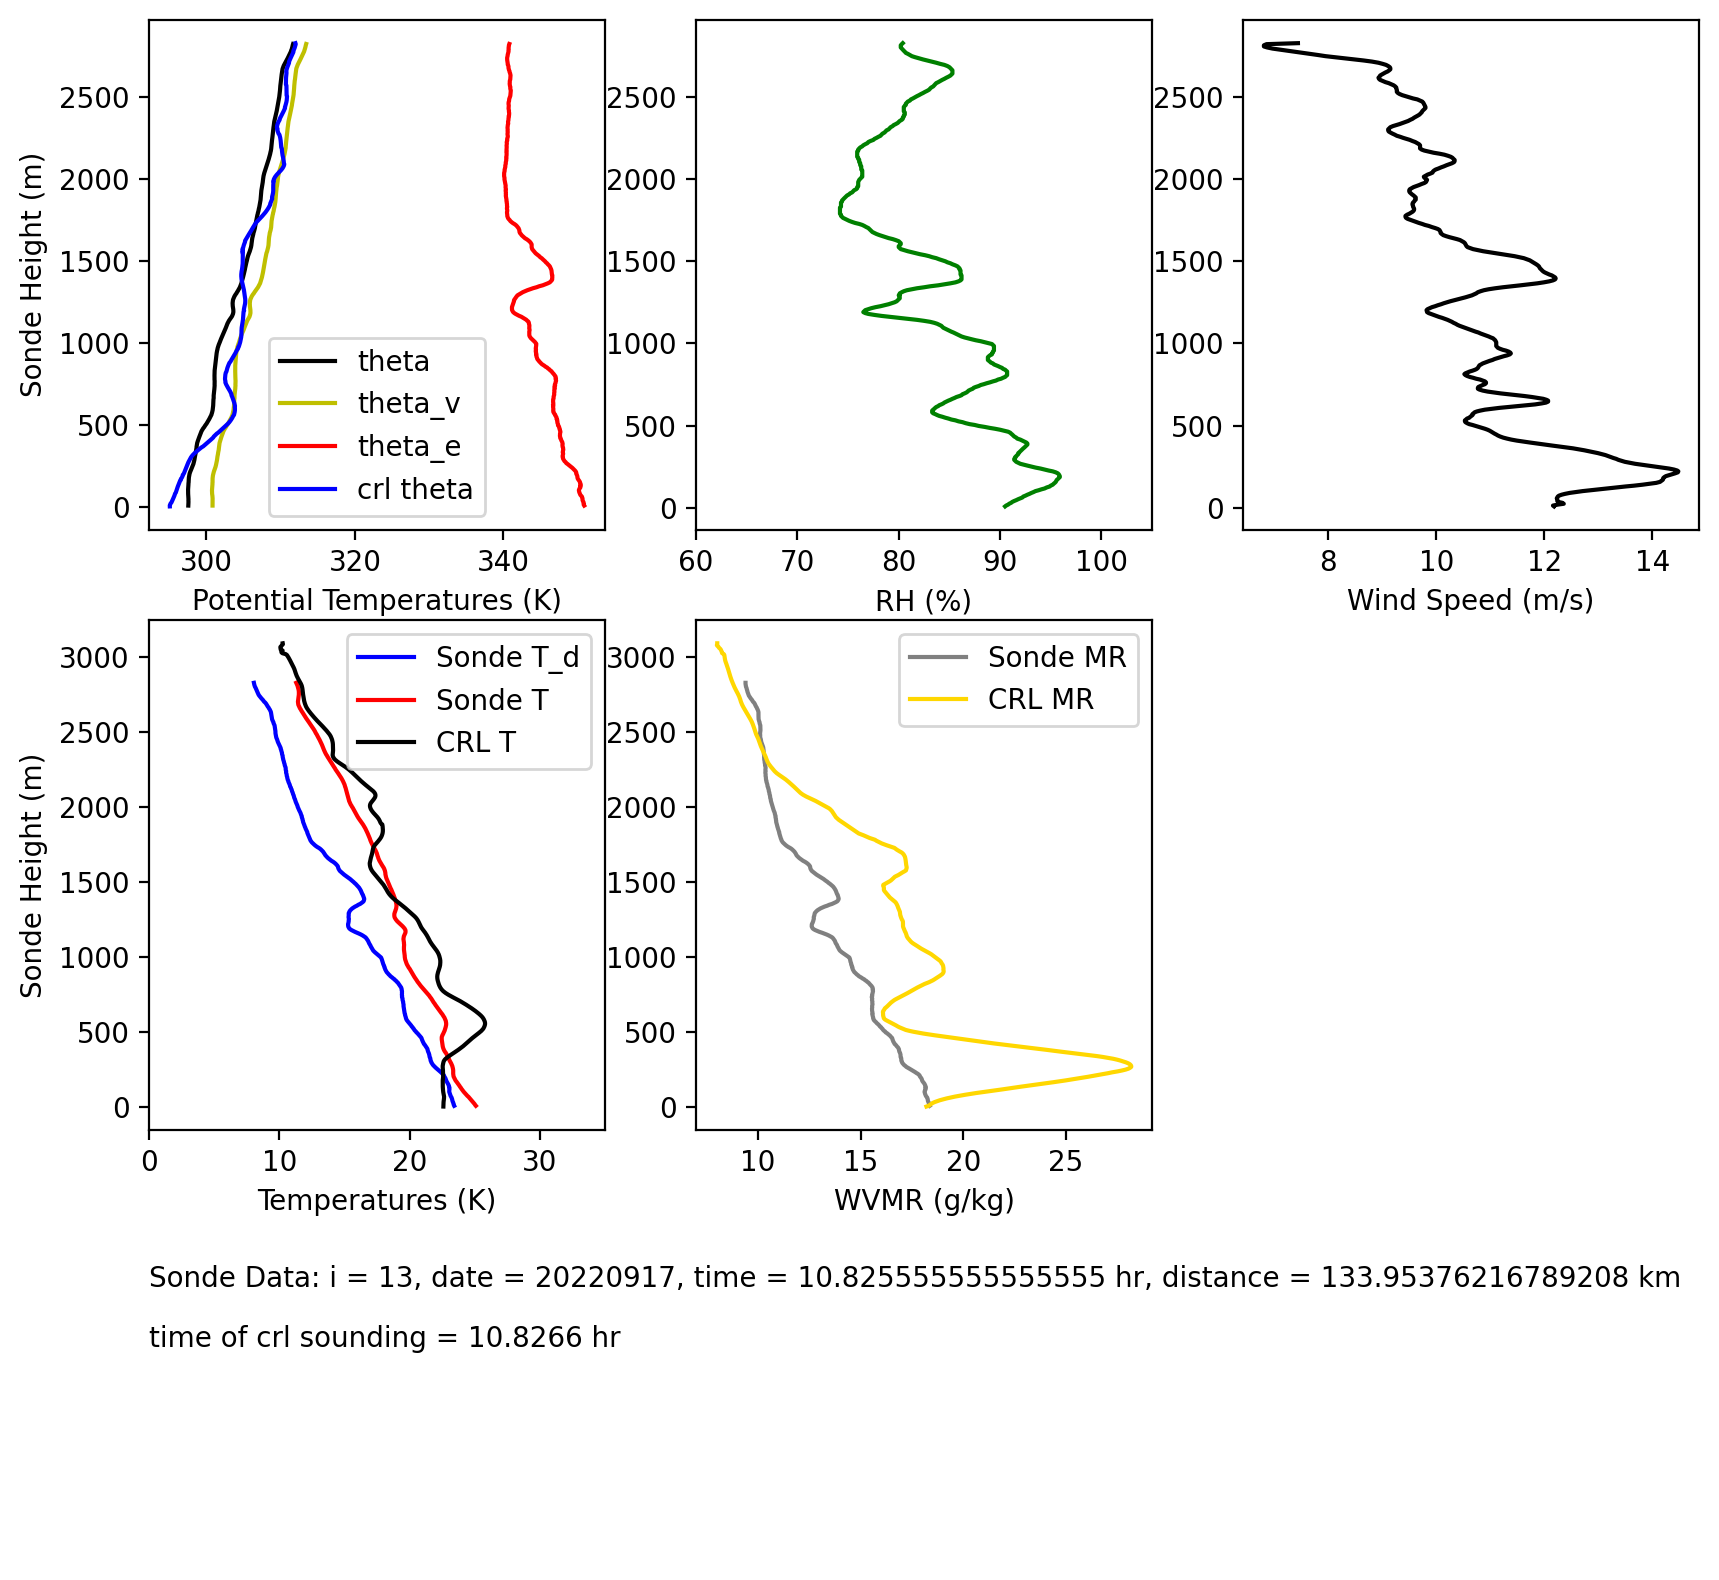 2500
2000
1500
1000
500
0
Sonde Height (m)
theta
theta_v
theta_e
crl theta
300 320 340
Potential Temperatures (K)
2500
2000
1500
1000
500
0
60 70 80 90 100
RH (%)
2500
2000
1500
1000
500
0
8 10 12 14
Wind Speed (m/s)
3000
2500
2000
1500
1000
500
0
Sonde Height (m)
Sonde T_d
Sonde T
CRL T
0 10 20 30
Temperatures (K)
3000
2500
2000
1500
1000
500
0
Sonde MR
CRL MR
10 15 20 25
WVMR (g/kg)
Sonde Data: i = 13, date = 20220917, time = 10.825555555555555 hr, distance = 133.95376216789208 km
time of crl sounding = 10.8266 hr